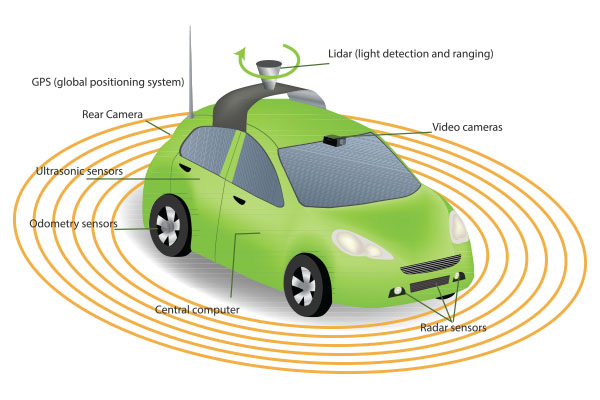 Lidar (light detection and ranging)
GPS (global positioning system)
Rear Camera
Video cameras
Ultrasonic sensors
Odometry sensors
Central computer
Radar sensors